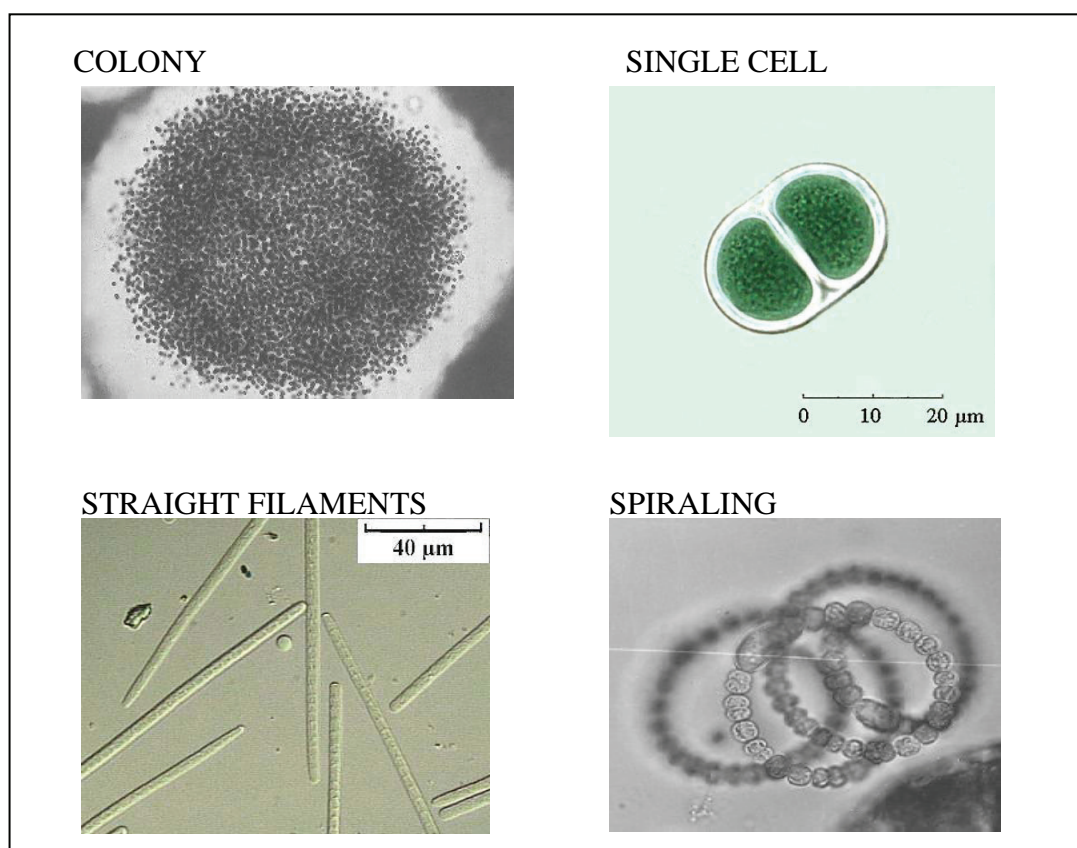 COLONY
SINGLE CELL
0 10 20 µm
STRAIGHT FILAMENTS
40 µm
SPIRALING